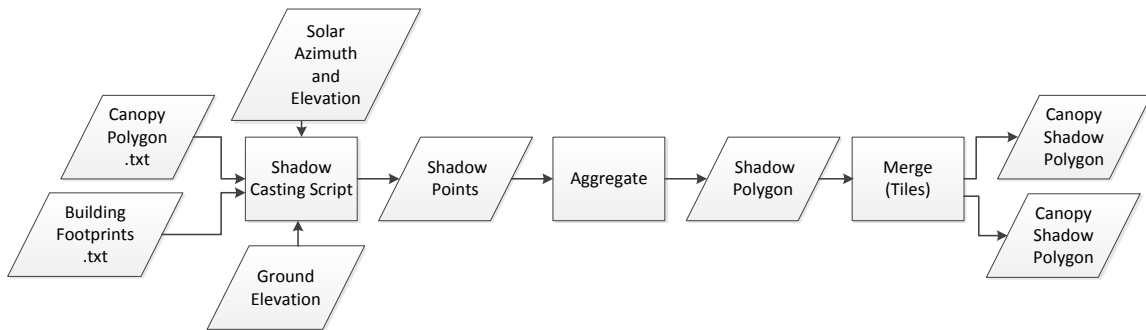 Solar
Azimuth
and
Elevation
Canopy
Polygon
.txt
Building
Footprints
.txt
Shadow
Casting Script
Ground
Elevation
Shadow
Points
Aggregate
Shadow
Polygon
Merge
(Tiles)
Canopy
Shadow
Polygon
Canopy
Shadow
Polygon